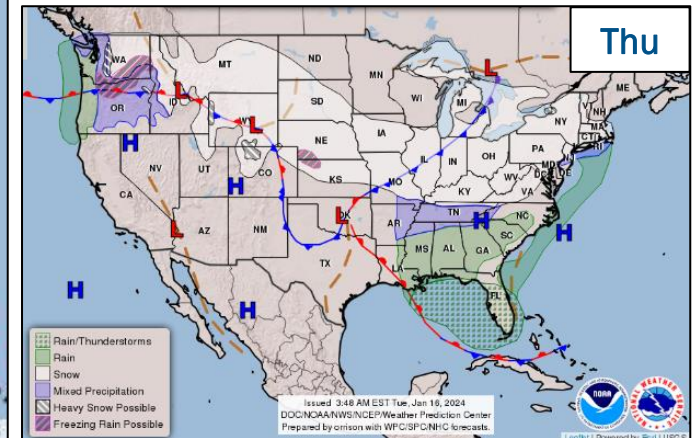 Thu
WA
MT
ND
MN
ME
OR
ID
SD
WI
MI
NY
NH
MA
CT
RI
WY
IA
NE
PA
NJ
NV
UT
CO
IL
IN
OH
MD
DE
DC
WV
VA
CA
KS
MO
KY
AZ
NM
OK
AR
TN
NC
SC
TX
MS
AL
GA
LA
FL
H
H
H
H
H
H
L
L
L
L
L
Rain/Thunderstorms
Rain
Snow
Mixed Precipitation
Heavy Snow Possible
Freezing Rain Possible
Issued 3:48 AM EST Tue, Jan 16, 2024
DOC/NOAA/NWS/NCEP/Weather Prediction Center
Prepared by orrison with WPC/SPC/NHC forecasts.
NOAA
NATIONAL WEATHER SERVICE